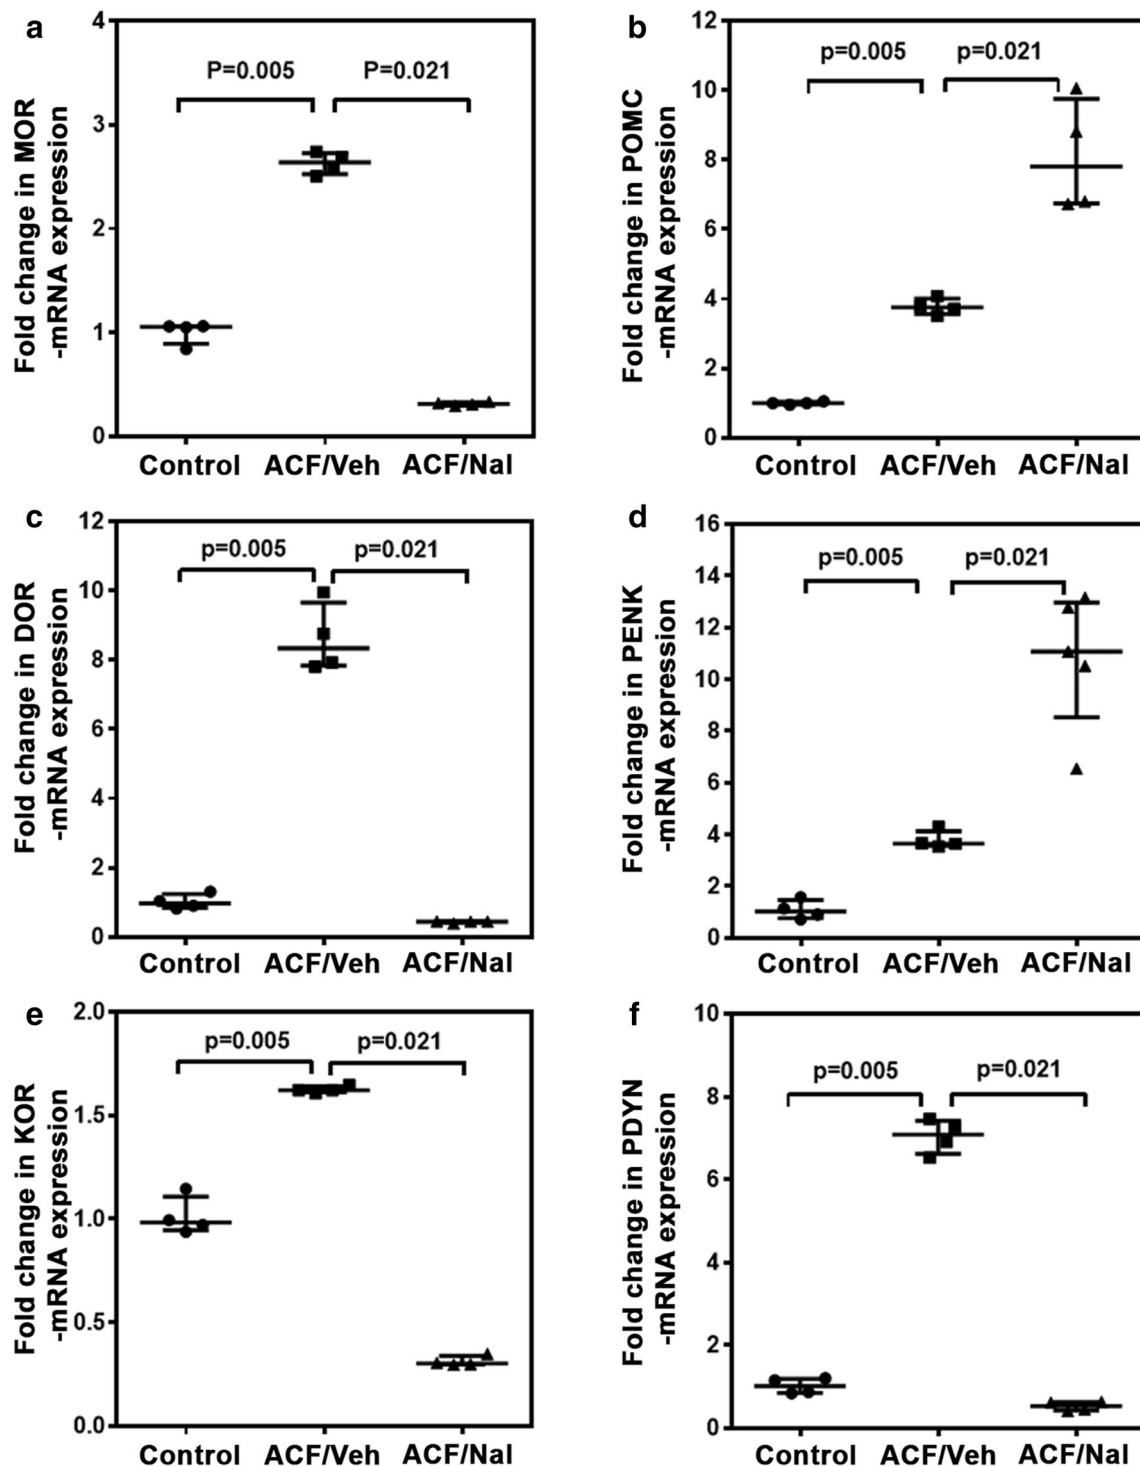 a
Fold change in MOR
-mRNA expression
4
3
2
1
0
P=0.005
P=0.021
Control
ACF/Veh
ACF/Nal
b
Fold change in POMC
-mRNA expression
12
10
8
6
4
2
0
p=0.005
p=0.021
Control
ACF/Veh
ACF/Nal
c
Fold change in DOR
-mRNA expression
12
10
8
6
4
2
0
p=0.005
p=0.021
Control
ACF/Veh
ACF/Nal
d
Fold change in PENK
-mRNA expression
16
14
12
10
8
6
4
2
0
p=0.005
p=0.021
Control
ACF/Veh
ACF/Nal
e
Fold change in KOR
-mRNA expression
2.0
1.5
1.0
0.5
0.0
p=0.005
p=0.021
Control
ACF/Veh
ACF/Nal
f
Fold change in PDYN
-mRNA expression
10
8
6
4
2
0
p=0.005
p=0.021
Control
ACF/Veh
ACF/Nal